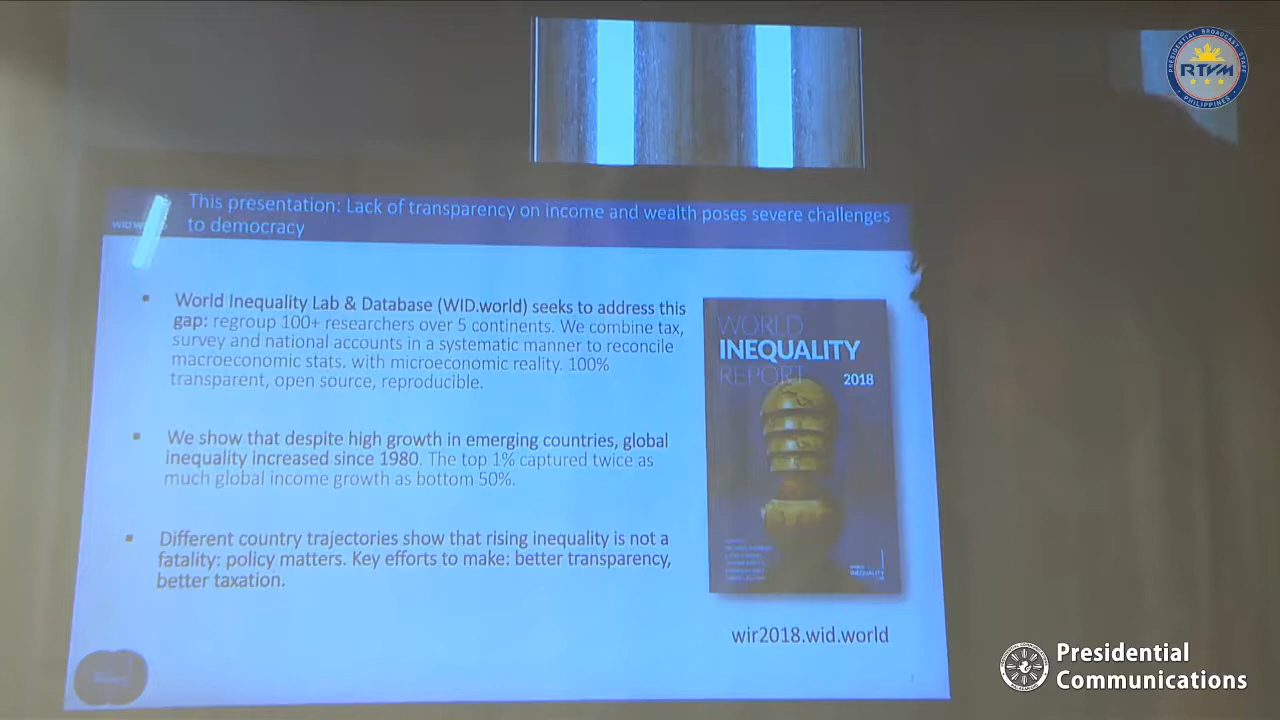 PRESIDENTIAL BROADCAST STAFF
RTVM
PHILIPPINES
This presentation: Lack of transparency on income and wealth poses severe challenges
to democracy
World Inequality Lab & Database (WID.world) seeks to address this
gap: regroup 100+ researchers over 5 continents. We combine tax,
survey and national accounts in a systematic manner to reconcile
macroeconomic stats. with microeconomic reality. 100%
transparent, open source, reproducible.
We show that despite high growth in emerging countries, global
inequality increased since 1980. The top 1% captured twice as
much global income growth as bottom 50%.
Different country trajectories show that rising inequality is not a
fatality: policy matters. Key efforts to make: better transparency,
better taxation.
WORLD
INEQUALITY
REPORT
2018
INEQUALITY
wir2018.wid.world
Presidential
Communications